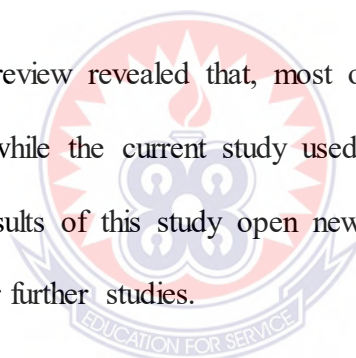 review revealed that, most o
while the current study used
sults of this study open new
further studies.
EDUCATION FOR SERVICE